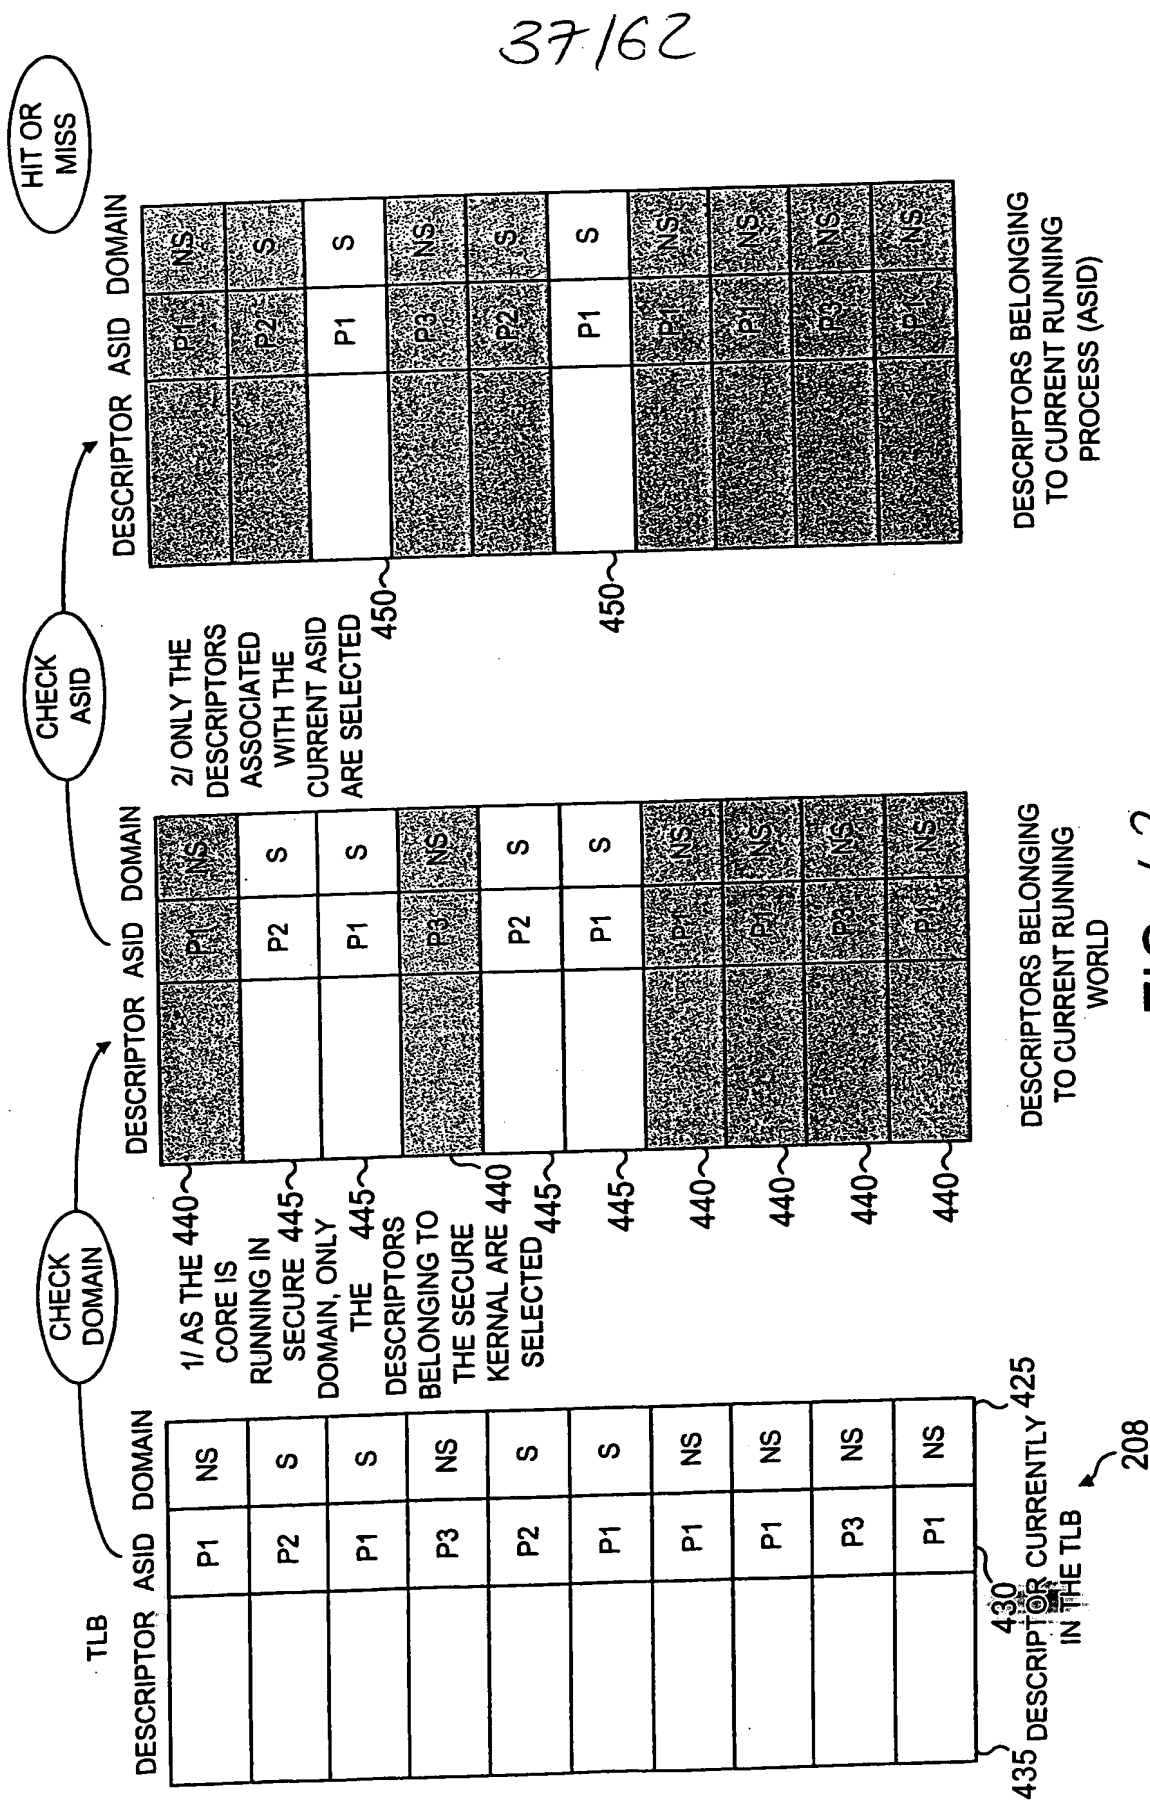 37/62
TLB
DESCRIPTOR ASID DOMAIN
P1 NS
P2 S
P1 S
P3 NS
P2 S
P1 S
P1 NS
P1 NS
P3 NS
P1 NS
435
430
425
DESCRIPTOR CURRENTLY
IN THE TLB
208
CHECK
DOMAIN
1/ AS THE
CORE IS
RUNNING IN
SECURE
DOMAIN, ONLY
THE
DESCRIPTORS
BELONGING TO
THE SECURE
KERNAL ARE
SELECTED
440
445
445
440
445
445
440
440
440
440
DESCRIPTOR ASID DOMAIN
P1 NS
P2 S
P1 S
P3 NS
P2 S
P1 S
P1 NS
P1 NS
P3 NS
P1 NS
DESCRIPTORS BELONGING
TO CURRENT RUNNING
WORLD
CHECK
ASID
2/ ONLY THE
DESCRIPTORS
ASSOCIATED
WITH THE
CURRENT ASID
ARE SELECTED
450
450
DESCRIPTOR ASID DOMAIN
P1 NS
P2 S
P1 S
P3 NS
P2 S
P1 S
P1 NS
P1 NS
P3 NS
P1 NS
DESCRIPTORS BELONGING
TO CURRENT RUNNING
PROCESS (ASID)
HIT OR
MISS